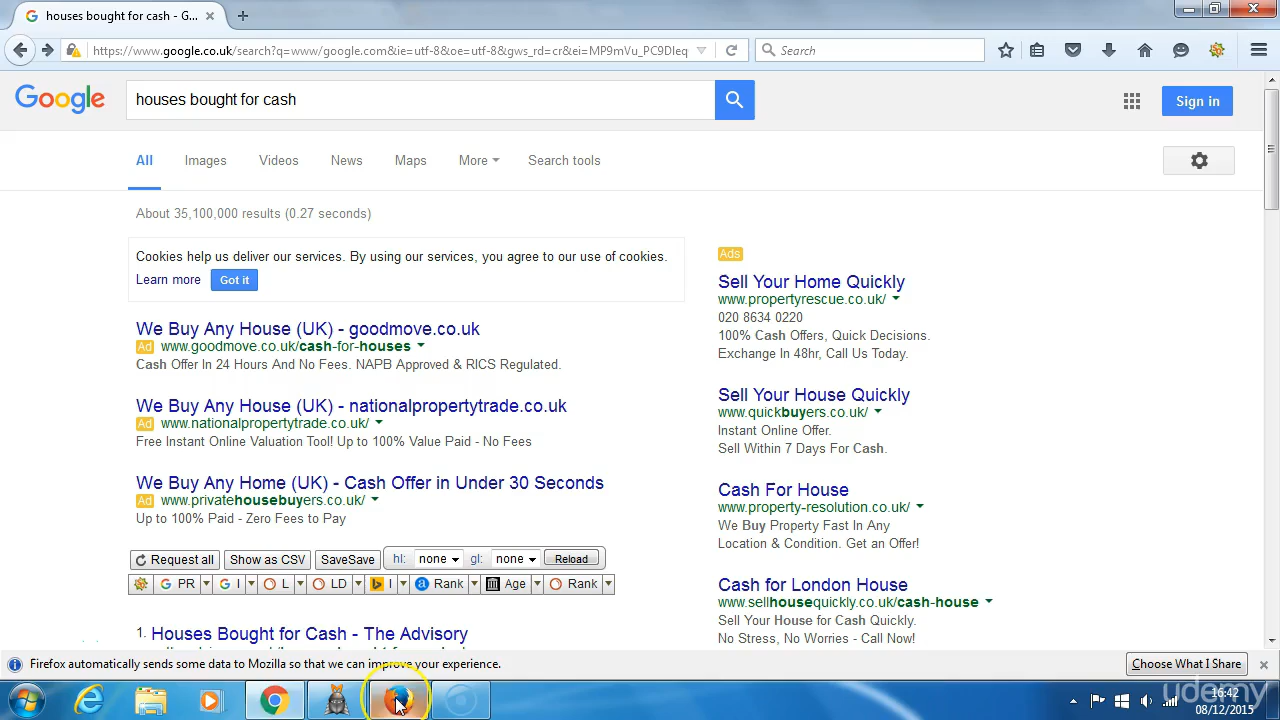 houses bought for cash - G...
https://www.google.co.uk/search?q=www/google.com&ie=utf-8&oe=utf-8&gws_rd=cr&ei=MP9mVu_PC9Dleq
Search
Google
houses bought for cash
Sign in
All Images Videos News Maps More Search tools
About 35,100,000 results (0.27 seconds)
Cookies help us deliver our services. By using our services, you agree to our use of cookies.
Learn more Got it
We Buy Any House (UK) - goodmove.co.uk
Ad www.goodmove.co.uk/cash-for-houses
Cash Offer In 24 Hours And No Fees. NAPB Approved & RICS Regulated.
We Buy Any House (UK) - nationalpropertytrade.co.uk
Ad www.nationalpropertytrade.co.uk/
Free Instant Online Valuation Tool! Up to 100% Value Paid - No Fees
We Buy Any Home (UK) - Cash Offer in Under 30 Seconds
Ad www.privatehousebuyers.co.uk/
Up to 100% Paid - Zero Fees to Pay
Request all Show as CSV SaveSave hl: none gl: none Reload
PR I L LD I Rank Age Rank
1. Houses Bought for Cash - The Advisory
Ads
Sell Your Home Quickly
www.propertyrescue.co.uk/
020 8634 0220
100% Cash Offers, Quick Decisions.
Exchange In 48hr, Call Us Today.
Sell Your House Quickly
www.quickbuyers.co.uk/
Instant Online Offer.
Sell Within 7 Days For Cash.
Cash For House
www.property-resolution.co.uk/
We Buy Property Fast In Any
Location & Condition. Get an Offer!
Cash for London House
www.sellhousequickly.co.uk/cash-house
Sell Your House for Cash Quickly.
No Stress, No Worries - Call Now!
Firefox automatically sends some data to Mozilla so that we can improve your experience.
Choose What I Share
16:42
08/12/2015
udemy